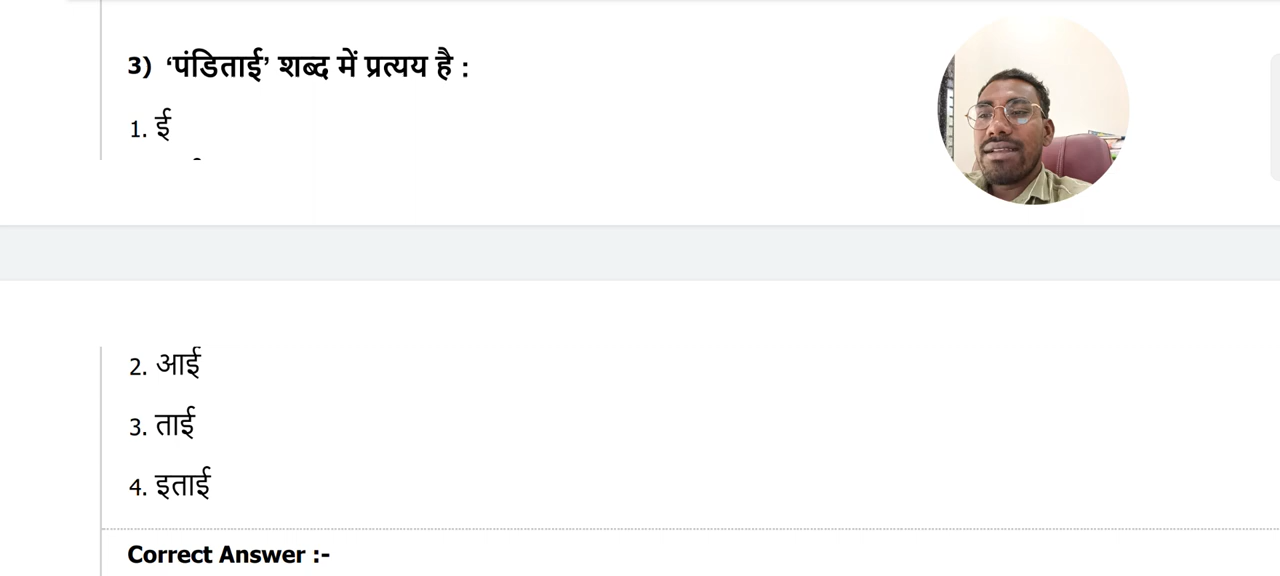 3) ‘पंडिताई’ शब्द में प्रत्यय है :
1. ई
2. आई
3. ताई
4. इताई
Correct Answer :-